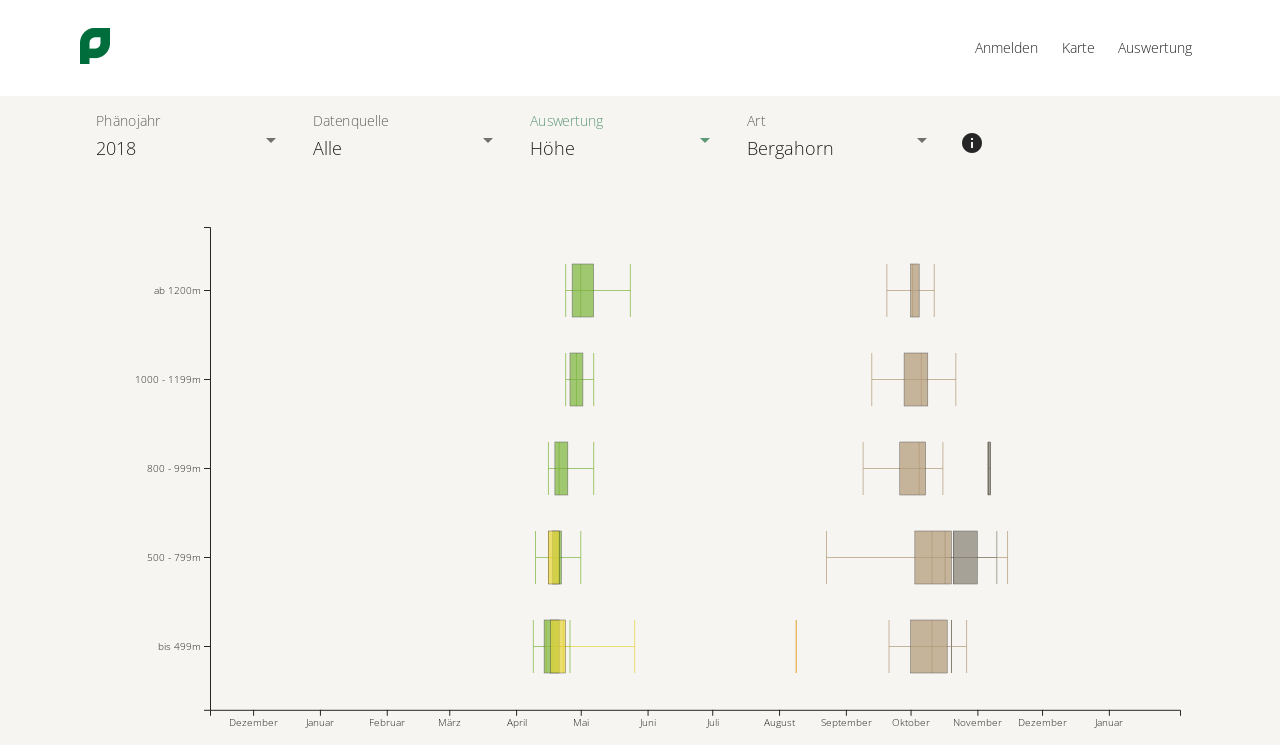 Anmelden Karte Auswertung
Phänojahr Datenquelle Auswertung Art
2018 Alle Höhe Bergahorn
ab 1200m
1000 - 1199m
800 - 999m
500 - 799m
bis 499m
Dezember Januar Februar März April Mai Juni Juli August September Oktober November Dezember Januar